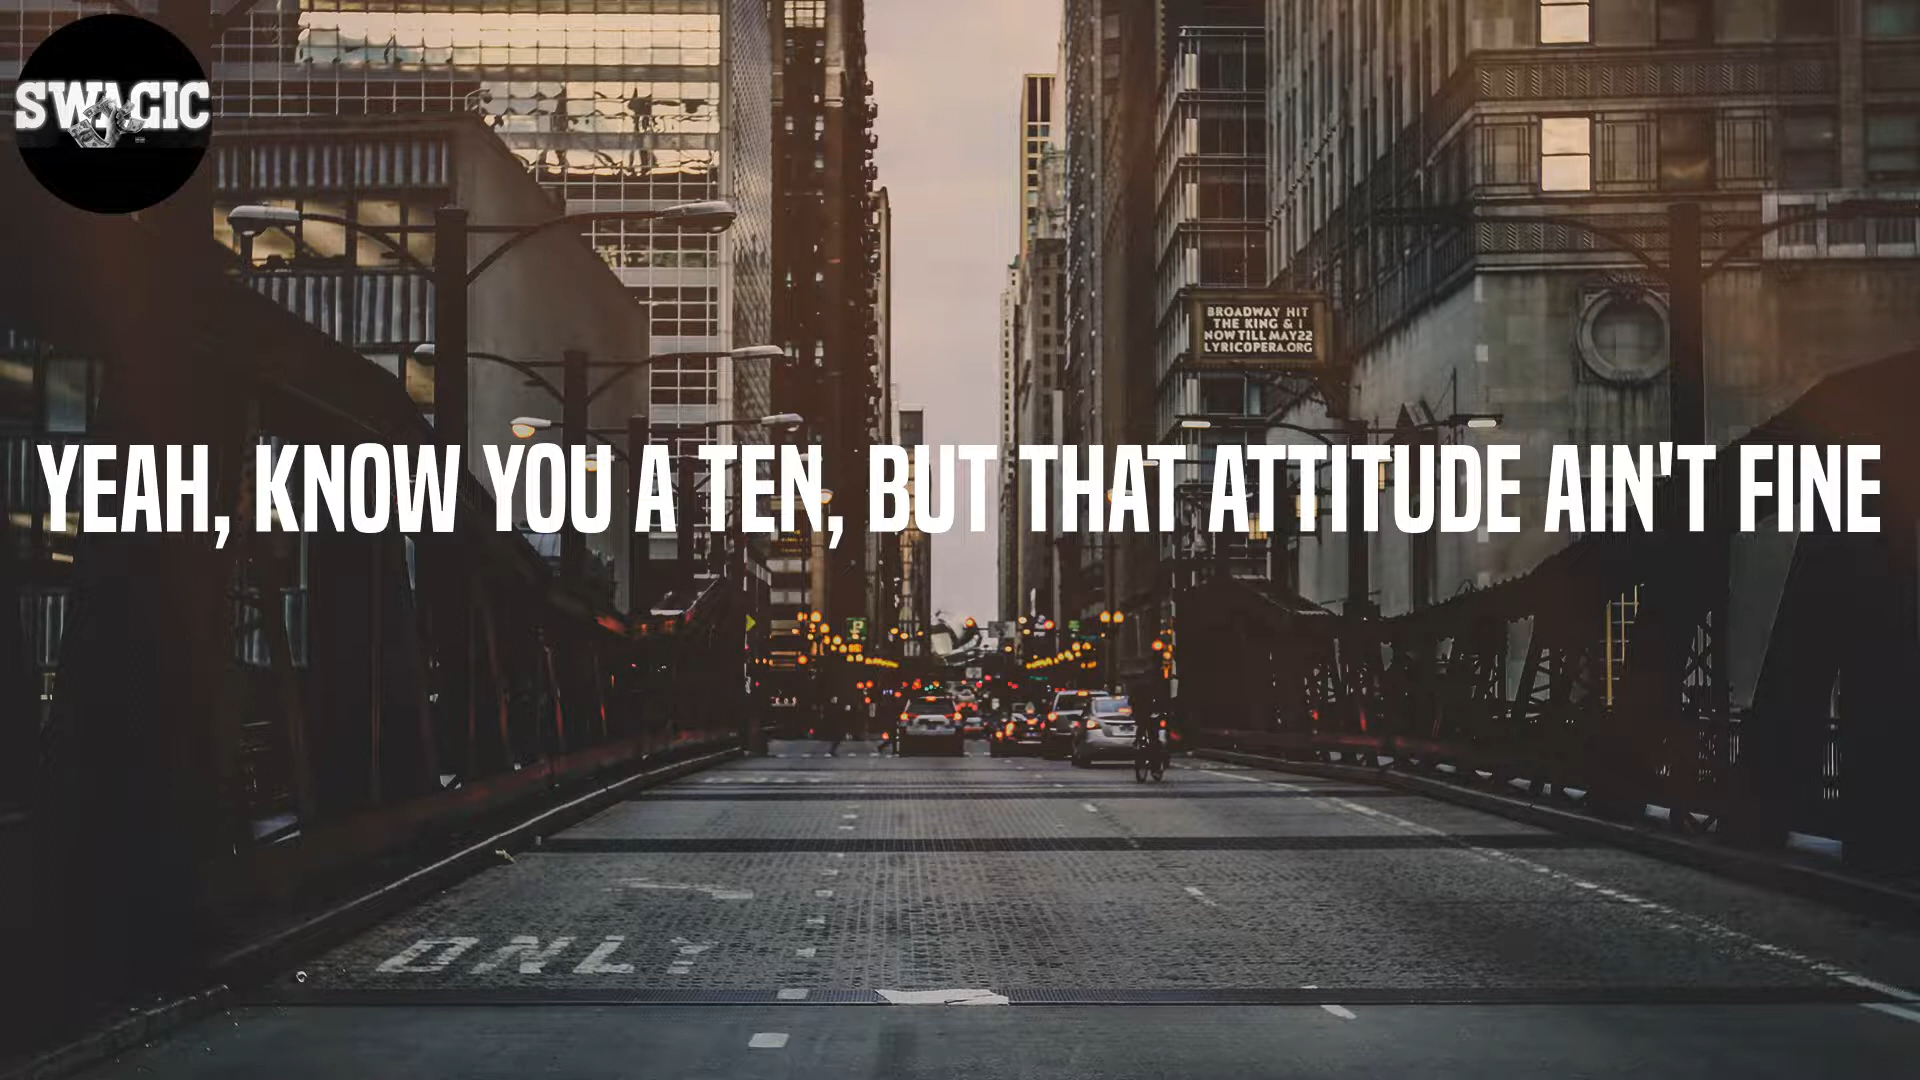 SWAGIC
BROADWAY HIT
THE KING & I
NOW TILL MAY 22
LYRICOPERA.ORG
YEAH, KNOW YOU A TEN, BUT THAT ATTITUDE AIN'T FINE
P
ONLY